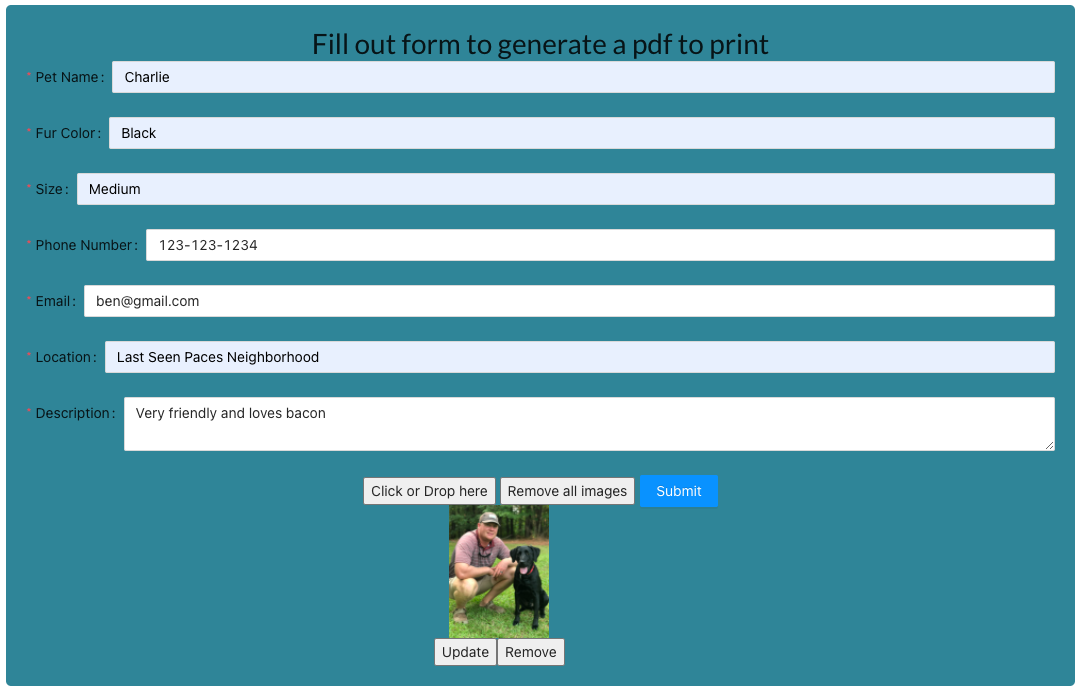 Fill out form to generate a pdf to print
* Pet Name: Charlie
* Fur Color: Black
* Size: Medium
* Phone Number: 123-123-1234
* Email: ben@gmail.com
* Location: Last Seen Paces Neighborhood
* Description: Very friendly and loves bacon
Click or Drop here Remove all images Submit
Update Remove